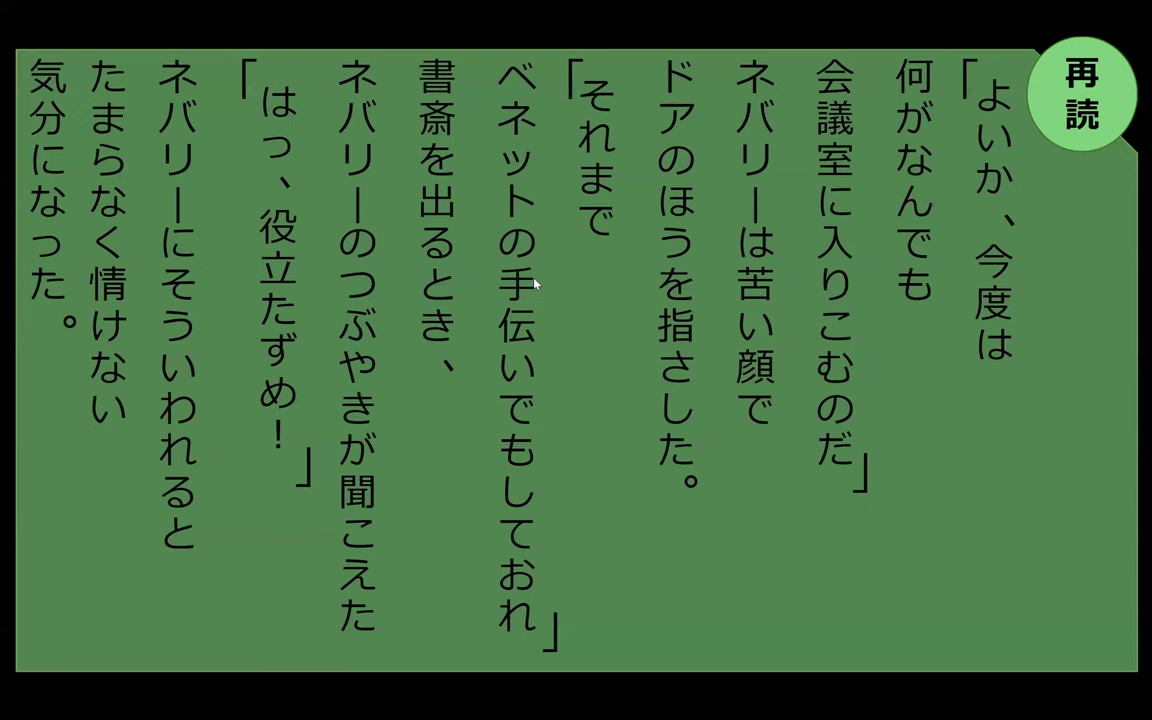 再読
「よいか、今度は
何がなんでも
会議室に入りこむのだ」
ネバリーは苦い顔で
ドアのほうを指さした。
「それまで
ベネットの手伝いでもしておれ」
書斎を出るとき、
ネバリーのつぶやきが聞こえた
「はっ、役立たずめ！」
ネバリーにそういわれると
たまらなく情けない
気分になった。